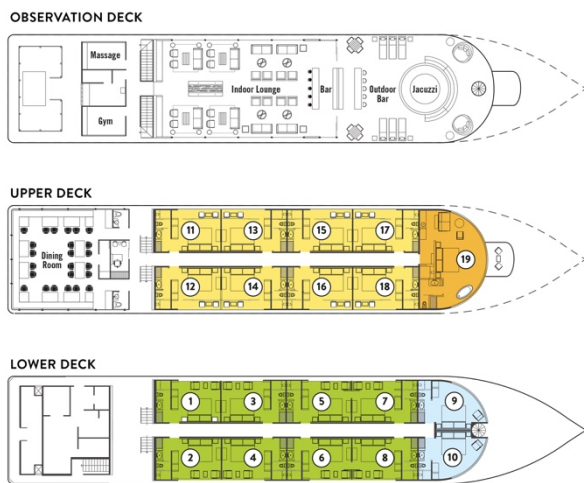 OBSERVATION DECK
Massage
Gym
Indoor Lounge
Bar
Outdoor
Bar
Jacuzzi
UPPER DECK
Dining
Room
11
13
15
17
19
12
14
16
18
LOWER DECK
1
3
5
7
9
2
4
6
8
10